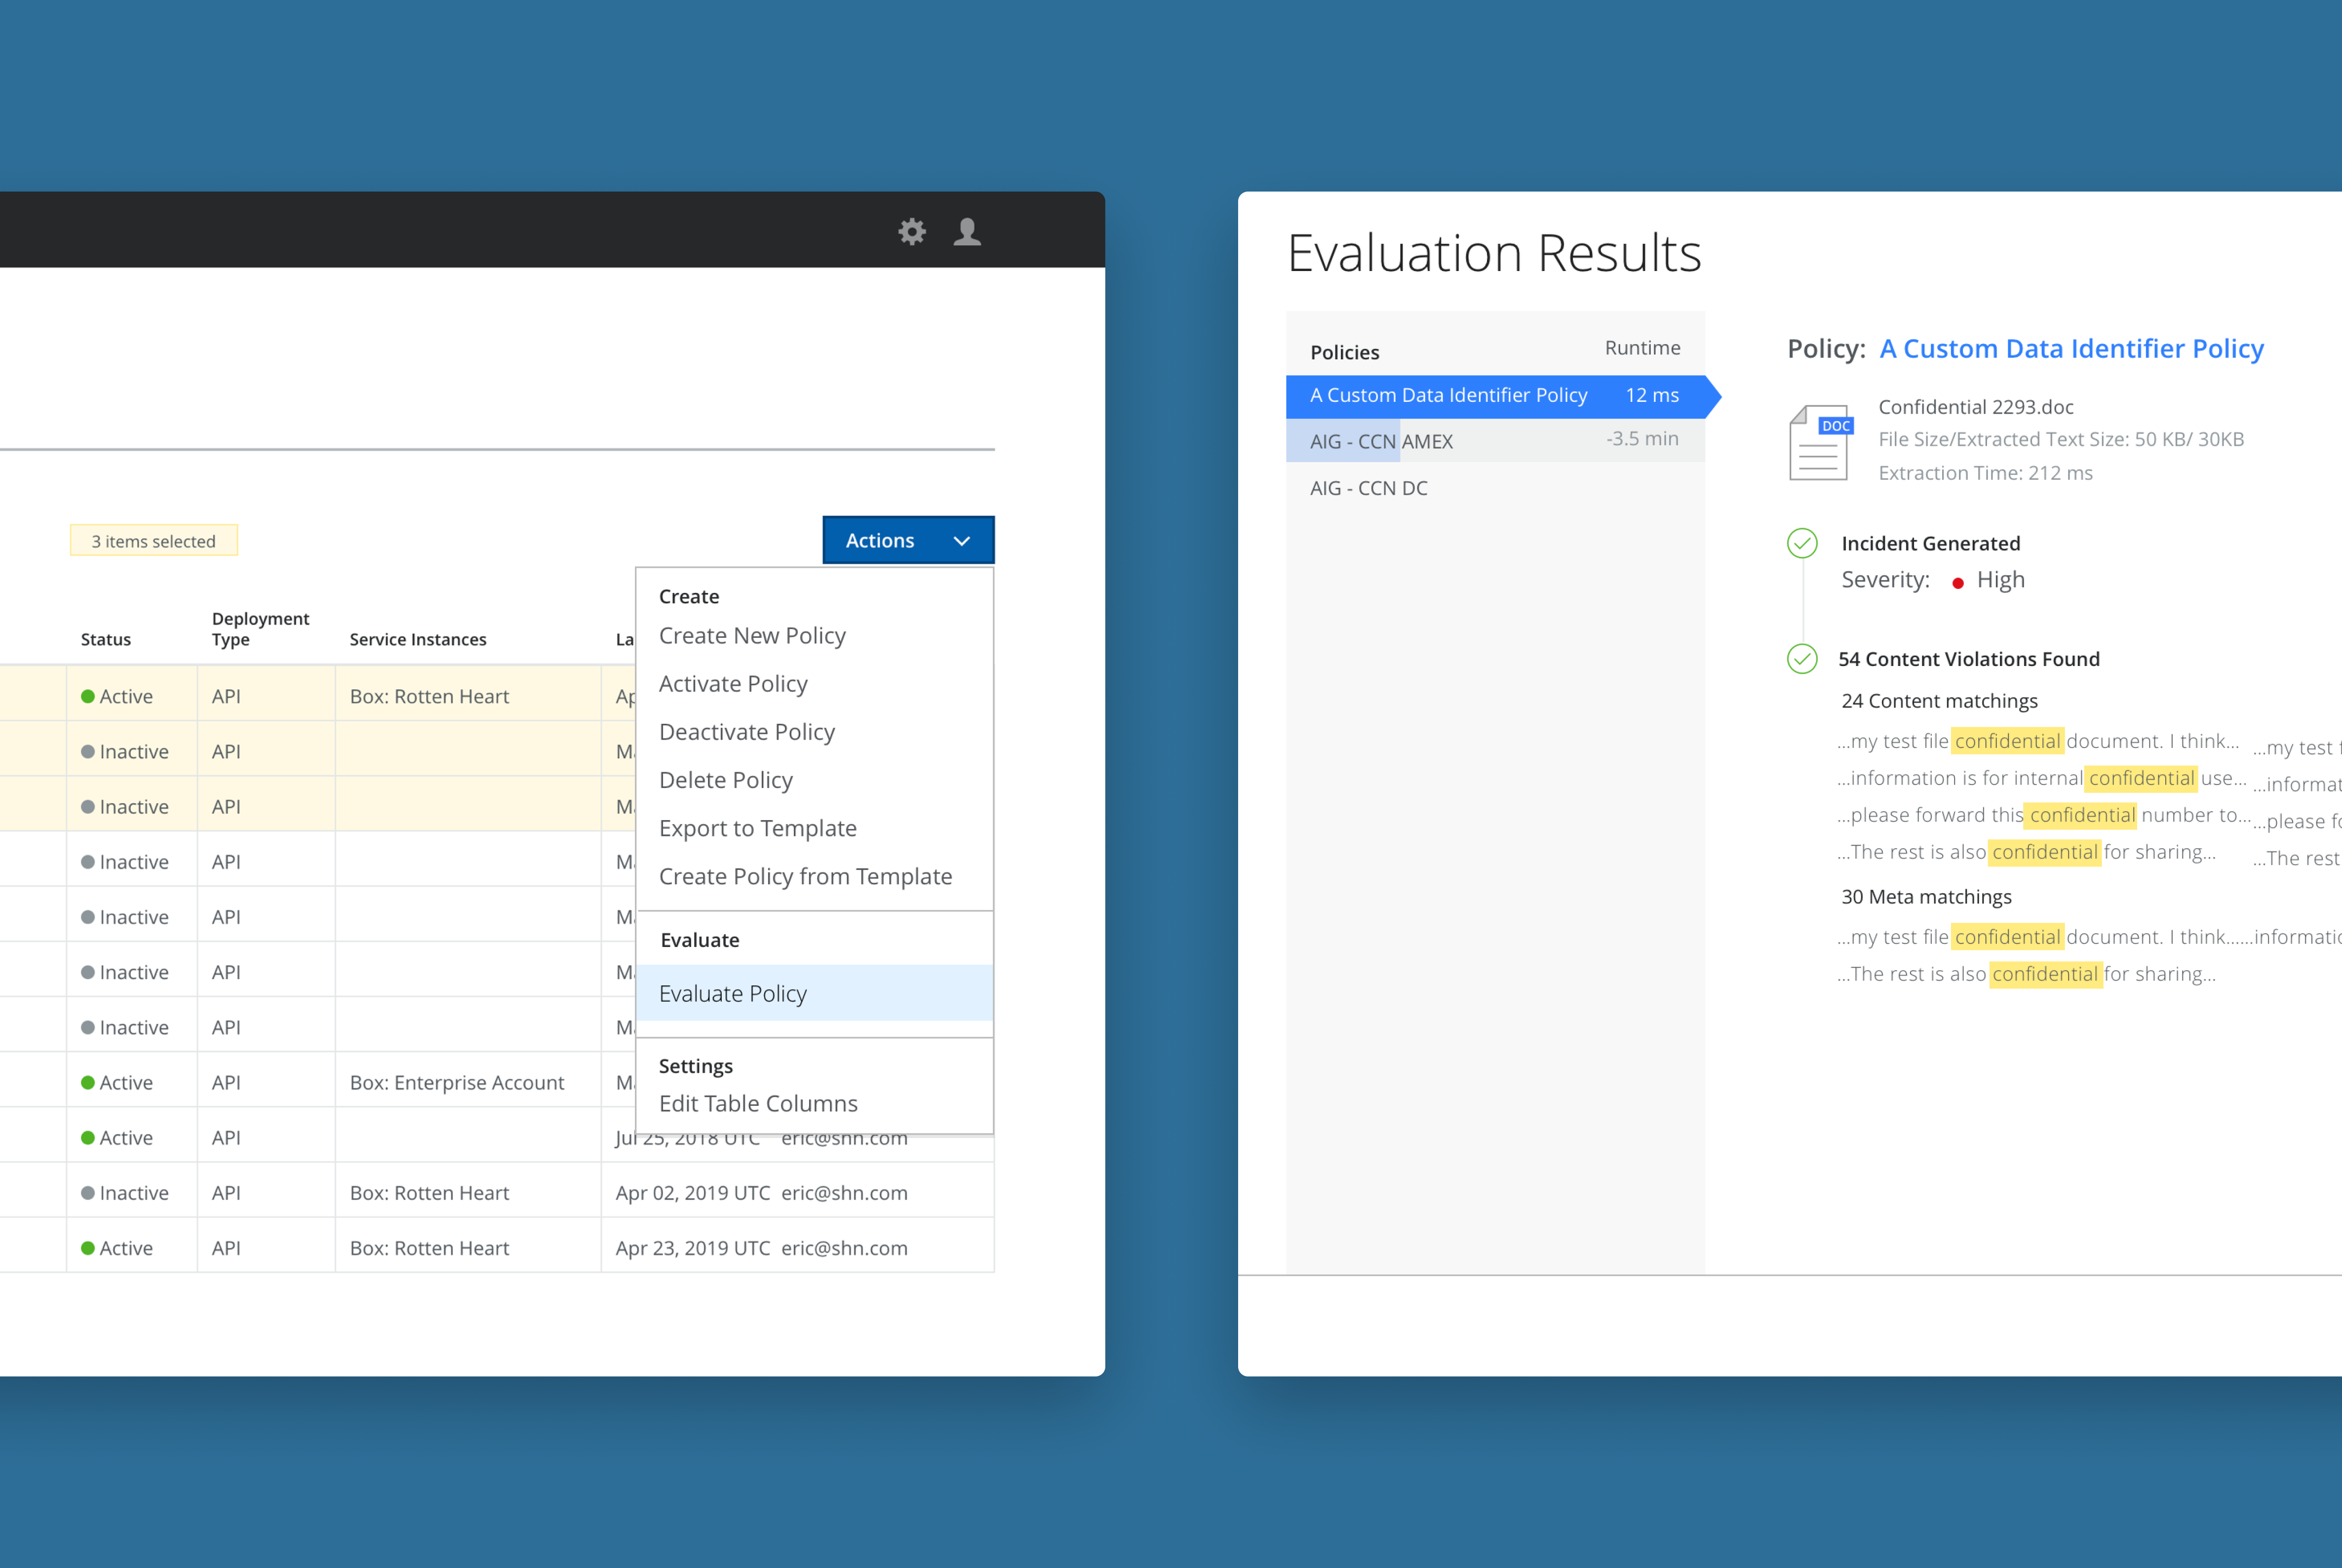 3 items selected
Actions
Status
Deployment
Type
Service Instances
Active API Box: Rotten Heart
Inactive API
Inactive API
Inactive API
Inactive API
Inactive API
Inactive API
Active API Box: Enterprise Account
Active API Jul 25, 2018 UTC eric@shn.com
Inactive API Box: Rotten Heart Apr 02, 2019 UTC eric@shn.com
Active API Box: Rotten Heart Apr 23, 2019 UTC eric@shn.com
Create
Create New Policy
Activate Policy
Deactivate Policy
Delete Policy
Export to Template
Create Policy from Template
Evaluate
Evaluate Policy
Settings
Edit Table Columns
Evaluation Results
Policies Runtime
A Custom Data Identifier Policy 12 ms
AIG - CCN AMEX -3.5 min
AIG - CCN DC
Policy: A Custom Data Identifier Policy
DOC
Confidential 2293.doc
File Size/Extracted Text Size: 50 KB/ 30KB
Extraction Time: 212 ms
Incident Generated
Severity: High
54 Content Violations Found
24 Content matchings
...my test file confidential document. I think... ...my test
...information is for internal confidential use...
...please forward this confidential number to... ...please
...The rest is also confidential for sharing... ...The rest
30 Meta matchings
...my test file confidential document. I think......
...The rest is also confidential for sharing...